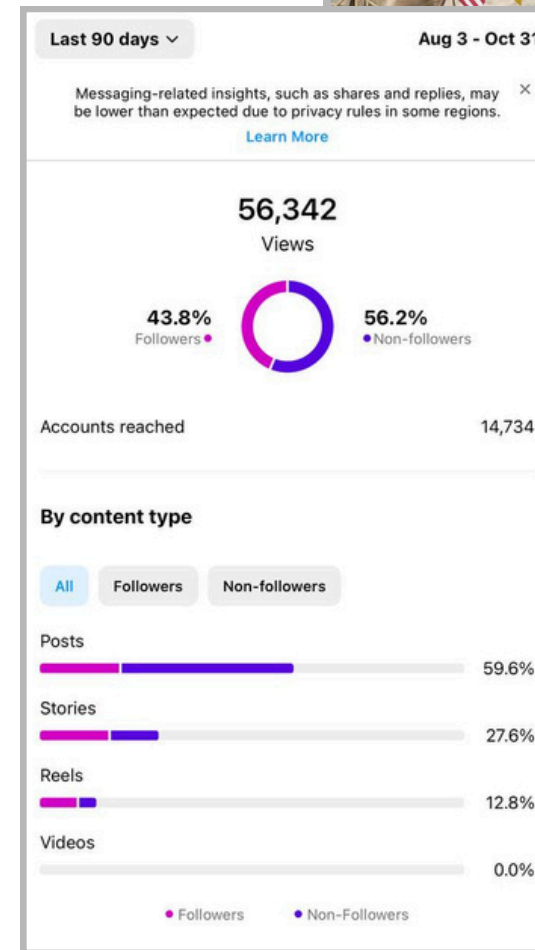 Last 90 days Aug 3 - Oct 31
Messaging-related insights, such as shares and replies, may
be lower than expected due to privacy rules in some regions.
Learn More
56,342
Views
43.8% 56.2%
Followers Non-followers
Accounts reached 14,734
By content type
All Followers Non-followers
Posts
59.6%
Stories
27.6%
Reels
12.8%
Videos
0.0%
Followers Non-Followers